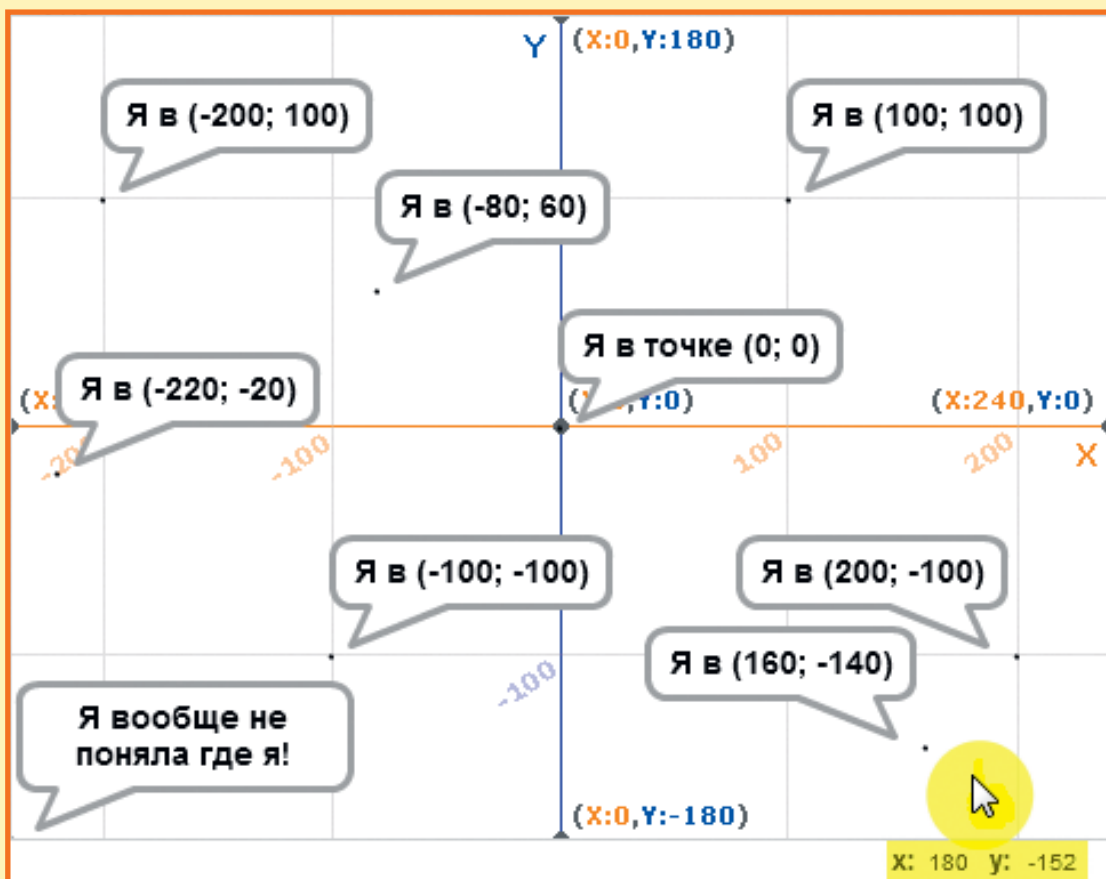 Y (X:0,Y:180)
Я в (-200; 100)
Я в (100; 100)
Я в (-80; 60)
Я в точке (0; 0)
Я в (-220; -20)
(X:
Y:0)
(X:240,Y:0)
-200
-100
100
200
X
Я в (-100; -100)
Я в (200; -100)
Я в (160; -140)
-100
Я вообще не
поняла где я!
(X:0,Y:-180)
x: 180 y: -152